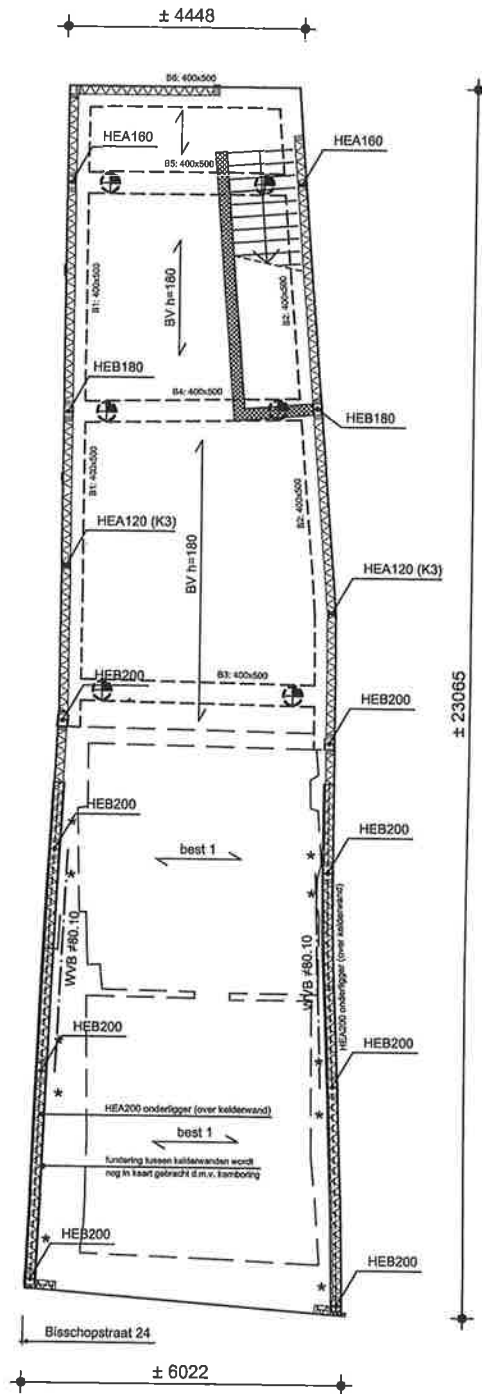 ± 4448
B6: 400x500
HEA160
HEA160
B5: 400x500
B1: 400x500
BV h=180
B2: 400x500
HEB180
B4: 400x500
HEB180
B1: 400x500
BV h=180
B2: 400x500
HEA120 (K3)
HEA120 (K3)
B3: 400x500
± 23065
HEB200
HEB200
HEB200
best 1
HEB200
WVB ≠80.10
WVB ≠80.10
HEA200 onderligger (over kelderwand)
HEB200
HEB200
HEA200 onderligger (over kelderwand)
best 1
fundering tussen kelderwanden wordt
nog in kaart gebracht d.m.v. kernboring
HEB200
HEB200
Bisschopstraat 24
± 6022